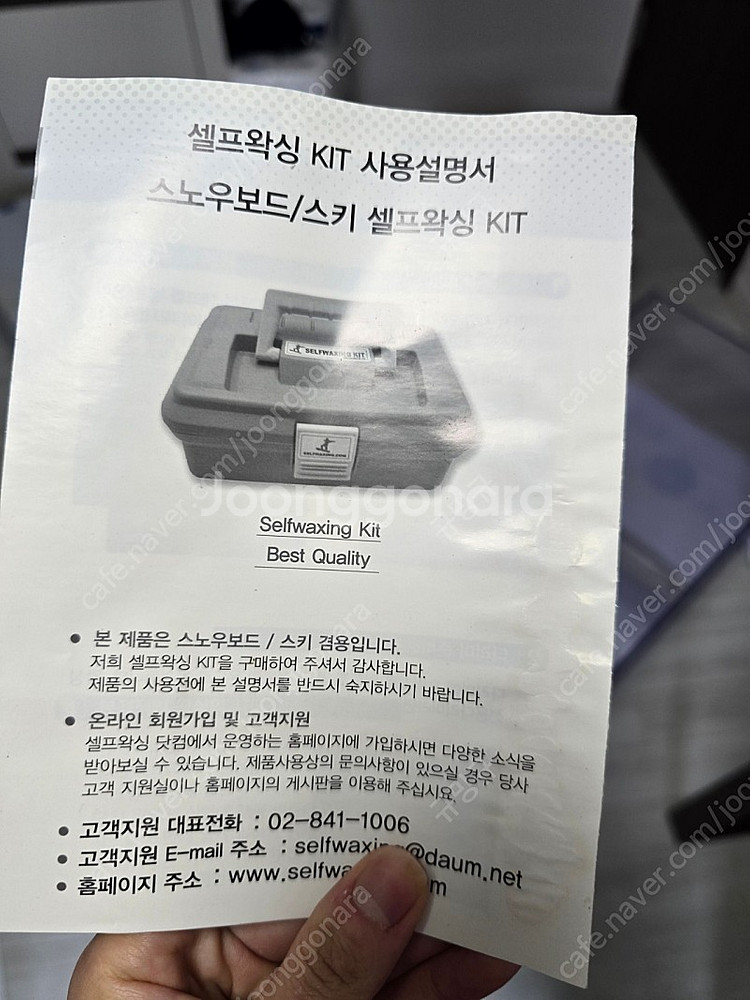 셀프왁싱 KIT 사용설명서
스노우보드/스키 셀프왁싱 KIT
SELFWAXING KIT
SELFWAXING.COM
Joonggonara
Selfwaxing Kit
Best Quality
● 본 제품은 스노우보드 / 스키 겸용입니다.
저희 셀프왁싱 KIT을 구매하여 주셔서 감사합니다.
제품의 사용전에 본 설명서를 반드시 숙지하시기 바랍니다.
● 온라인 회원가입 및 고객지원
셀프왁싱 닷컴에서 운영하는 홈페이지에 가입하시면 다양한 소식을
받아보실 수 있습니다. 제품사용상의 문의사항이 있으실 경우 당사
고객 지원실이나 홈페이지의 게시판을 이용해 주십시요.
● 고객지원 대표전화 : 02-841-1006
● 고객지원 E-mail 주소 : selfwaxin @daum.net
● 홈페이지 주소 : www.selfwa m
cafe.naver.com/joonggonara